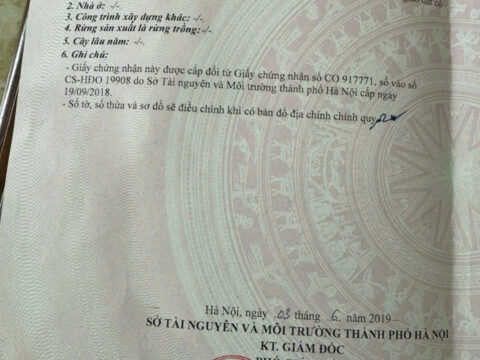 2. Nhà ở: -/-
3. Công trình xây dựng khác: -/-
4. Rừng sản xuất là rừng trồng: -/-
5. Cây lâu năm: -/-.
6. Ghi chú:
- Giấy chứng nhận này được cấp đổi từ Giấy chứng nhận số CO 917771, số vào sổ
CS-HĐO 19908 do Sở Tài nguyên và Môi trường thành phố Hà Nội cấp ngày
19/09/2018.
- Số tờ, số thửa và sơ đồ sẽ điều chỉnh khi có bản đồ địa chính chính quy
Hà Nội, ngày 03 tháng 6 năm 2019
SỞ TÀI NGUYÊN VÀ MÔI TRƯỜNG THÀNH PHỐ HÀ NỘI
KT. GIÁM ĐỐC